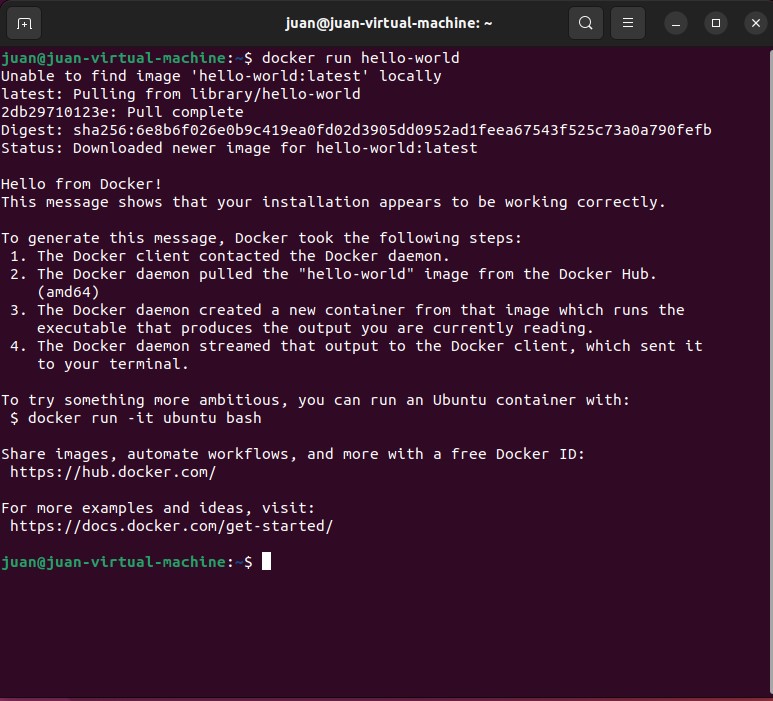 juan@juan-virtual-machine: ~
juan@juan-virtual-machine:~$ docker run hello-world
Unable to find image 'hello-world:latest' locally
latest: Pulling from library/hello-world
2db29710123e: Pull complete
Digest: sha256:6e8b6f026e0b9c419ea0fd02d3905dd0952ad1feea67543f525c73a0a790fefb
Status: Downloaded newer image for hello-world:latest

Hello from Docker!
This message shows that your installation appears to be working correctly.

To generate this message, Docker took the following steps:
 1. The Docker client contacted the Docker daemon.
 2. The Docker daemon pulled the "hello-world" image from the Docker Hub.
    (amd64)
 3. The Docker daemon created a new container from that image which runs the
    executable that produces the output you are currently reading.
 4. The Docker daemon streamed that output to the Docker client, which sent it
    to your terminal.

To try something more ambitious, you can run an Ubuntu container with:
 $ docker run -it ubuntu bash

Share images, automate workflows, and more with a free Docker ID:
 https://hub.docker.com/

For more examples and ideas, visit:
 https://docs.docker.com/get-started/

juan@juan-virtual-machine:~$